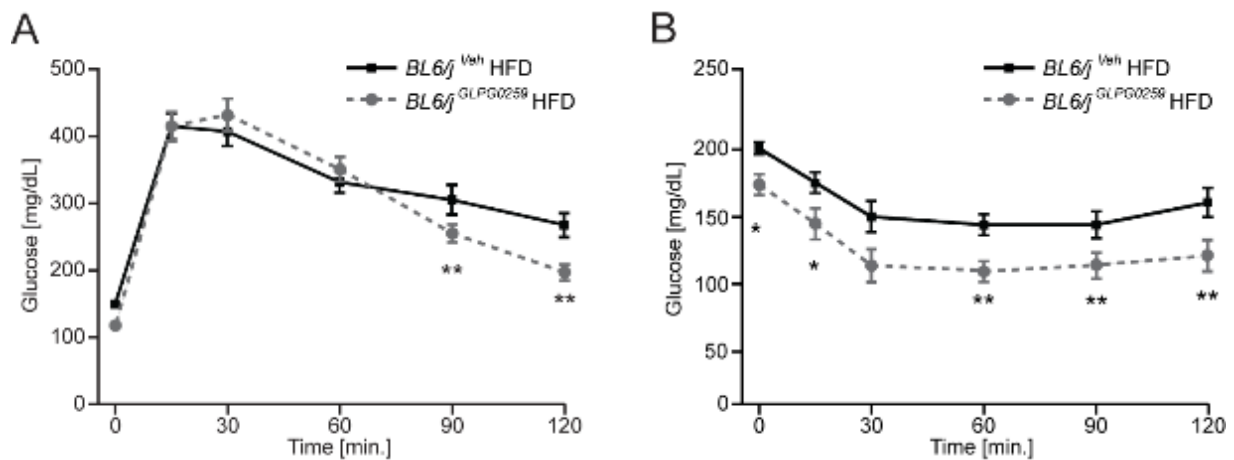 A
BL6/j Veh HFD
BL6/j GLPG0259 HFD
Glucose [mg/dL]
500
400
300
200
100
0
**
**
0 30 60 90 120
Time [min.]
B
BL6/j Veh HFD
BL6/j GLPG0259 HFD
Glucose [mg/dL]
250
200
150
100
50
0
*
*
**
**
**
0 30 60 90 120
Time [min.]